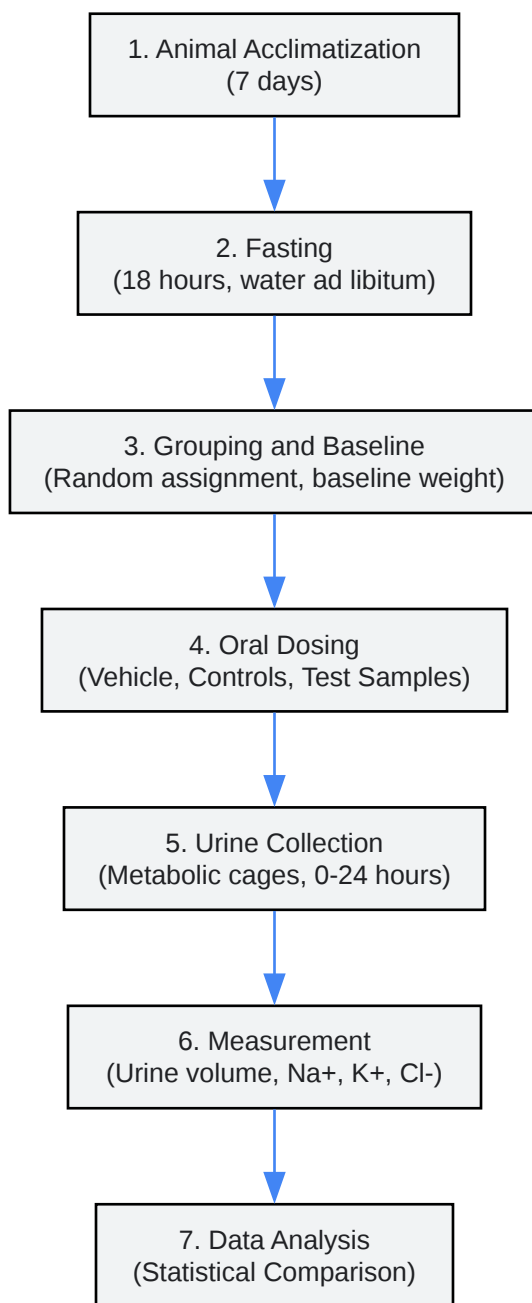 1. Animal Acclimatization
(7 days)
2. Fasting
(18 hours, water ad libitum)
3. Grouping and Baseline
(Random assignment, baseline weight)
4. Oral Dosing
(Vehicle, Controls, Test Samples)
5. Urine Collection
(Metabolic cages, 0-24 hours)
6. Measurement
(Urine volume, Na+, K+, Cl-)
7. Data Analysis
(Statistical Comparison)